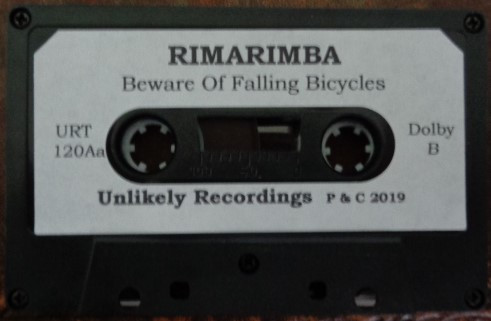 RIMARIMBA
Beware Of Falling Bicycles
URT
120Aa
Dolby
B
Unlikely Recordings P & C 2019